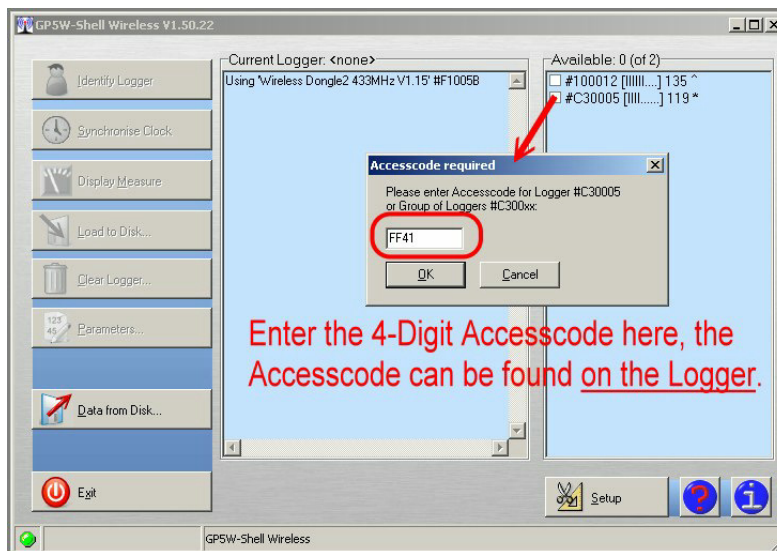 GP5W-Shell Wireless V1.50.22
Identify Logger
Synchronise Clock
Display Measure
Load to Disk...
Clear Logger...
Parameters...
Data from Disk...
Exit
Current Logger: <none>
Using 'Wireless Dongle2 433MHz V1.15' #F1005B
Available: 0 (of 2)
#100012 [IIIIII....] 135 ^
#C30005 [IIII......] 119 *
Accesscode required
Please enter Accesscode for Logger #C30005
or Group of Loggers #C300xx:
FF41
OK
Cancel
Enter the 4-Digit Accesscode here, the
Accesscode can be found on the Logger.
Setup
?
i
GP5W-Shell Wireless